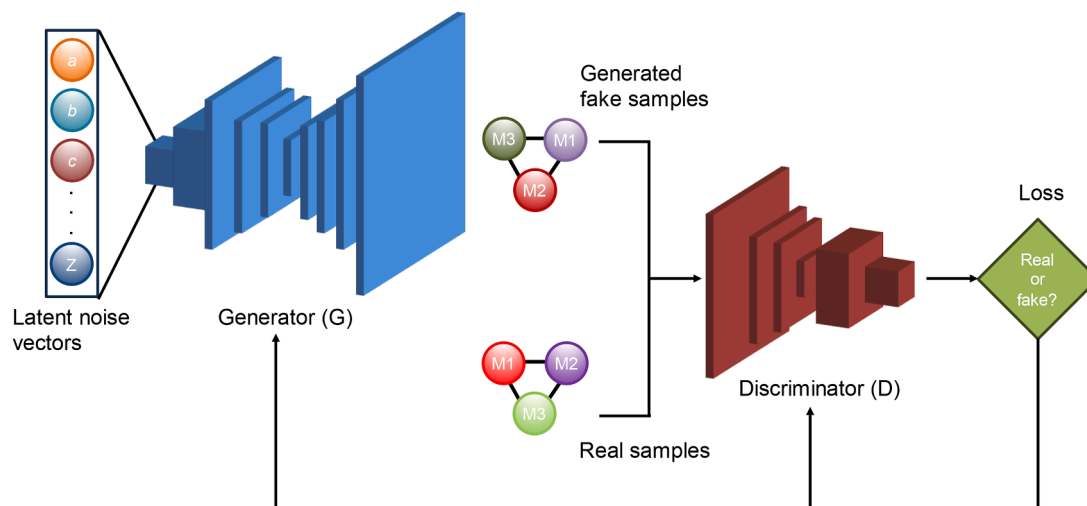 a
b
c
Z
Latent noise
vectors
Generator (G)
Generated
fake samples
M3
M1
M2
M1
M2
M3
Real samples
Discriminator (D)
Loss
Real
or
fake?